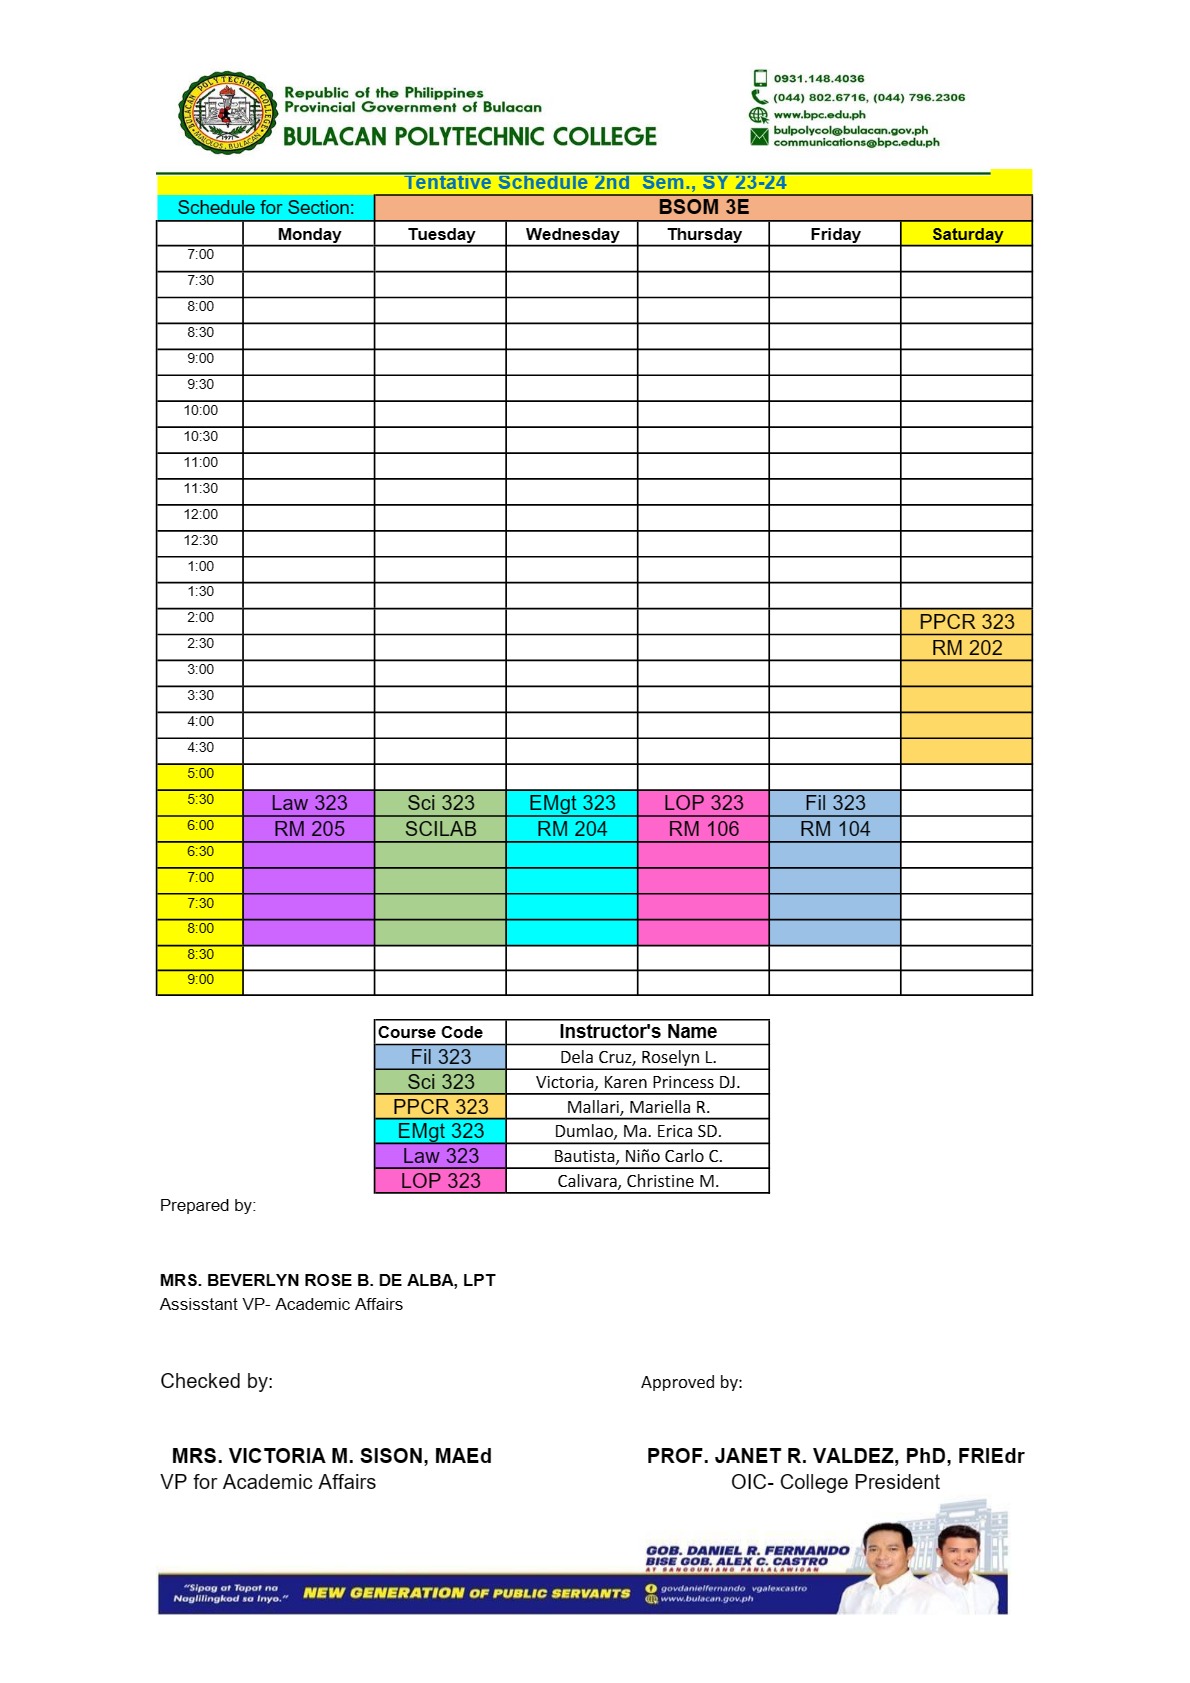 Republic of the Philippines
Provincial Government of Bulacan
BULACAN POLYTECHNIC COLLEGE
BULACAN POLYTECHNIC COLLEGE
MALOLOS, BULACAN
1971
0931.148.4036
(044) 802.6716, (044) 796.2306
www.bpc.edu.ph
bulpolycol@bulacan.gov.ph
communications@bpc.edu.ph
Tentative Schedule 2nd Sem., SY 23-24
Schedule for Section: BSOM 3E
Monday Tuesday Wednesday Thursday Friday Saturday
7:00
7:30
8:00
8:30
9:00
9:30
10:00
10:30
11:00
11:30
12:00
12:30
1:00
1:30
2:00 PPCR 323
2:30 RM 202
3:00
3:30
4:00
4:30
5:00
5:30 Law 323 Sci 323 EMgt 323 LOP 323 Fil 323
6:00 RM 205 SCILAB RM 204 RM 106 RM 104
6:30
7:00
7:30
8:00
8:30
9:00
Course Code Instructor's Name
Fil 323 Dela Cruz, Roselyn L.
Sci 323 Victoria, Karen Princess DJ.
PPCR 323 Mallari, Mariella R.
EMgt 323 Dumlao, Ma. Erica SD.
Law 323 Bautista, Niño Carlo C.
LOP 323 Calivara, Christine M.
Prepared by:
MRS. BEVERLYN ROSE B. DE ALBA, LPT
Assisstant VP- Academic Affairs
Checked by: Approved by:
MRS. VICTORIA M. SISON, MAEd PROF. JANET R. VALDEZ, PhD, FRIEdr
VP for Academic Affairs OIC- College President
GOB. DANIEL R. FERNANDO
BISE GOB. ALEX C. CASTRO
AT SANGGUNIANG PANLALAWIGAN
"Sipag at Tapat na
Naglilingkod sa Inyo."
NEW GENERATION OF PUBLIC SERVANTS
govdanielfernando vgalexcastro
www.bulacan.gov.ph